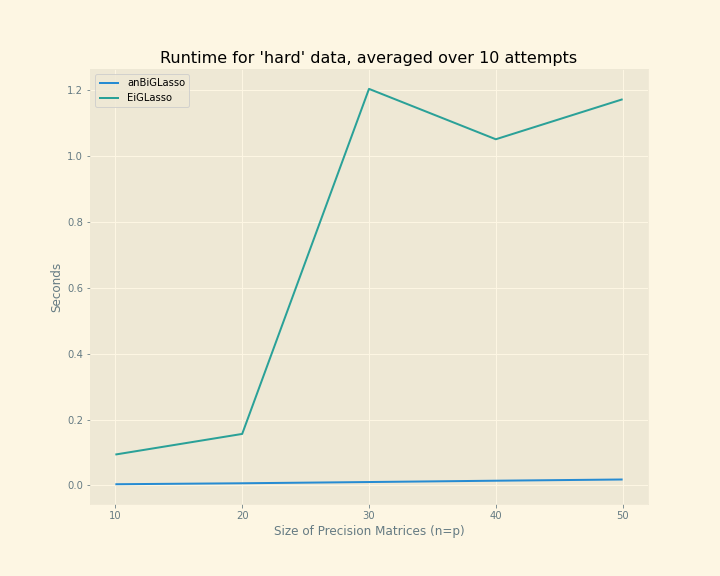 Runtime for 'hard' data, averaged over 10 attempts
anBiGLasso
EiGLasso
1.2
1.0
0.8
0.6
0.4
0.2
0.0
Seconds
10 20 30 40 50
Size of Precision Matrices (n=p)